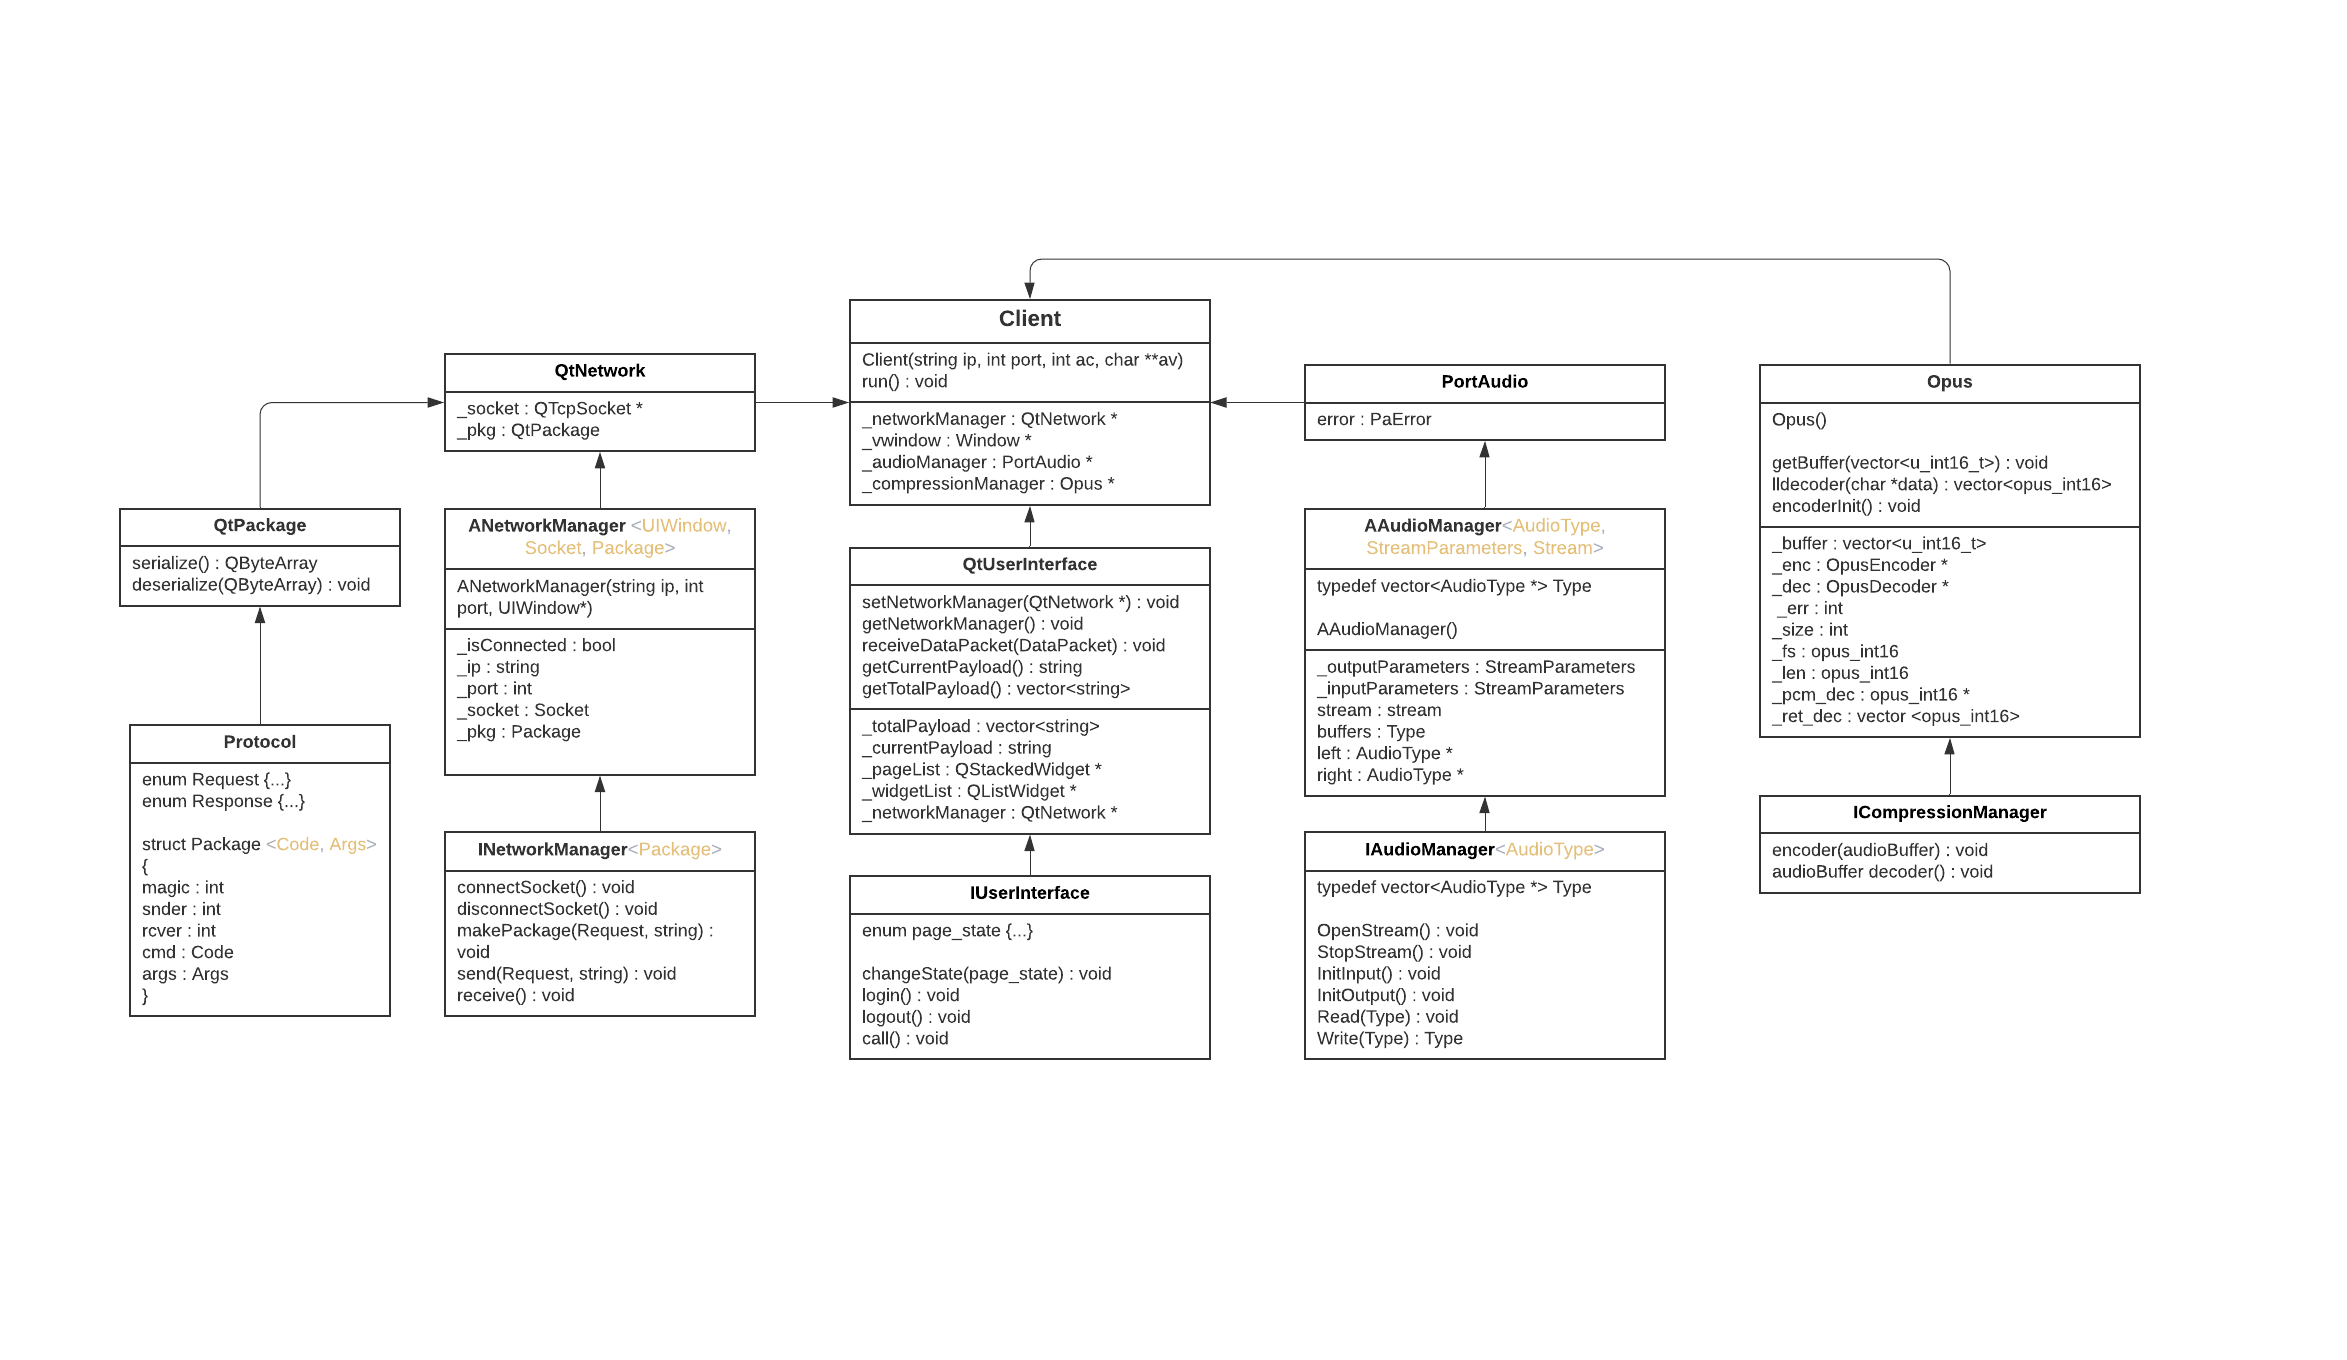 Client
Client(string ip, int port, int ac, char **av)
run() : void
_networkManager : QtNetwork *
_vwindow : Window *
_audioManager : PortAudio *
_compressionManager : Opus *
QtNetwork
_socket : QTcpSocket *
_pkg : QtPackage
PortAudio
error : PaError
Opus
Opus()
getBuffer(vector<u_int16_t>) : void
lldecoder(char *data) : vector<opus_int16>
encoderInit() : void
_buffer : vector<u_int16_t>
_enc : OpusEncoder *
_dec : OpusDecoder *
_err : int
_size : int
_fs : opus_int16
_len : opus_int16
_pcm_dec : opus_int16 *
_ret_dec : vector <opus_int16>
QtPackage
serialize() : QByteArray
deserialize(QByteArray) : void
ANetworkManager <UIWindow,
Socket, Package>
ANetworkManager(string ip, int
port, UIWindow*)
_isConnected : bool
_ip : string
_port : int
_socket : Socket
_pkg : Package
QtUserInterface
setNetworkManager(QtNetwork *) : void
getNetworkManager() : void
receiveDataPacket(DataPacket) : void
getCurrentPayload() : string
getTotalPayload() : vector<string>
_totalPayload : vector<string>
_currentPayload : string
_pageList : QStackedWidget *
_widgetList : QListWidget *
_networkManager : QtNetwork *
AAudioManager<AudioType,
StreamParameters, Stream>
typedef vector<AudioType *> Type
AAudioManager()
_outputParameters : StreamParameters
_inputParameters : StreamParameters
stream : stream
buffers : Type
left : AudioType *
right : AudioType *
Protocol
enum Request {...}
enum Response {...}
struct Package <Code, Args>
{
magic : int
snder : int
rcver : int
cmd : Code
args : Args
}
INetworkManager<Package>
connectSocket() : void
disconnectSocket() : void
makePackage(Request, string) :
void
send(Request, string) : void
receive() : void
IUserInterface
enum page_state {...}
changeState(page_state) : void
login() : void
logout() : void
call() : void
IAudioManager<AudioType>
typedef vector<AudioType *> Type
OpenStream() : void
StopStream() : void
InitInput() : void
InitOutput() : void
Read(Type) : void
Write(Type) : Type
ICompressionManager
encoder(audioBuffer) : void
audioBuffer decoder() : void